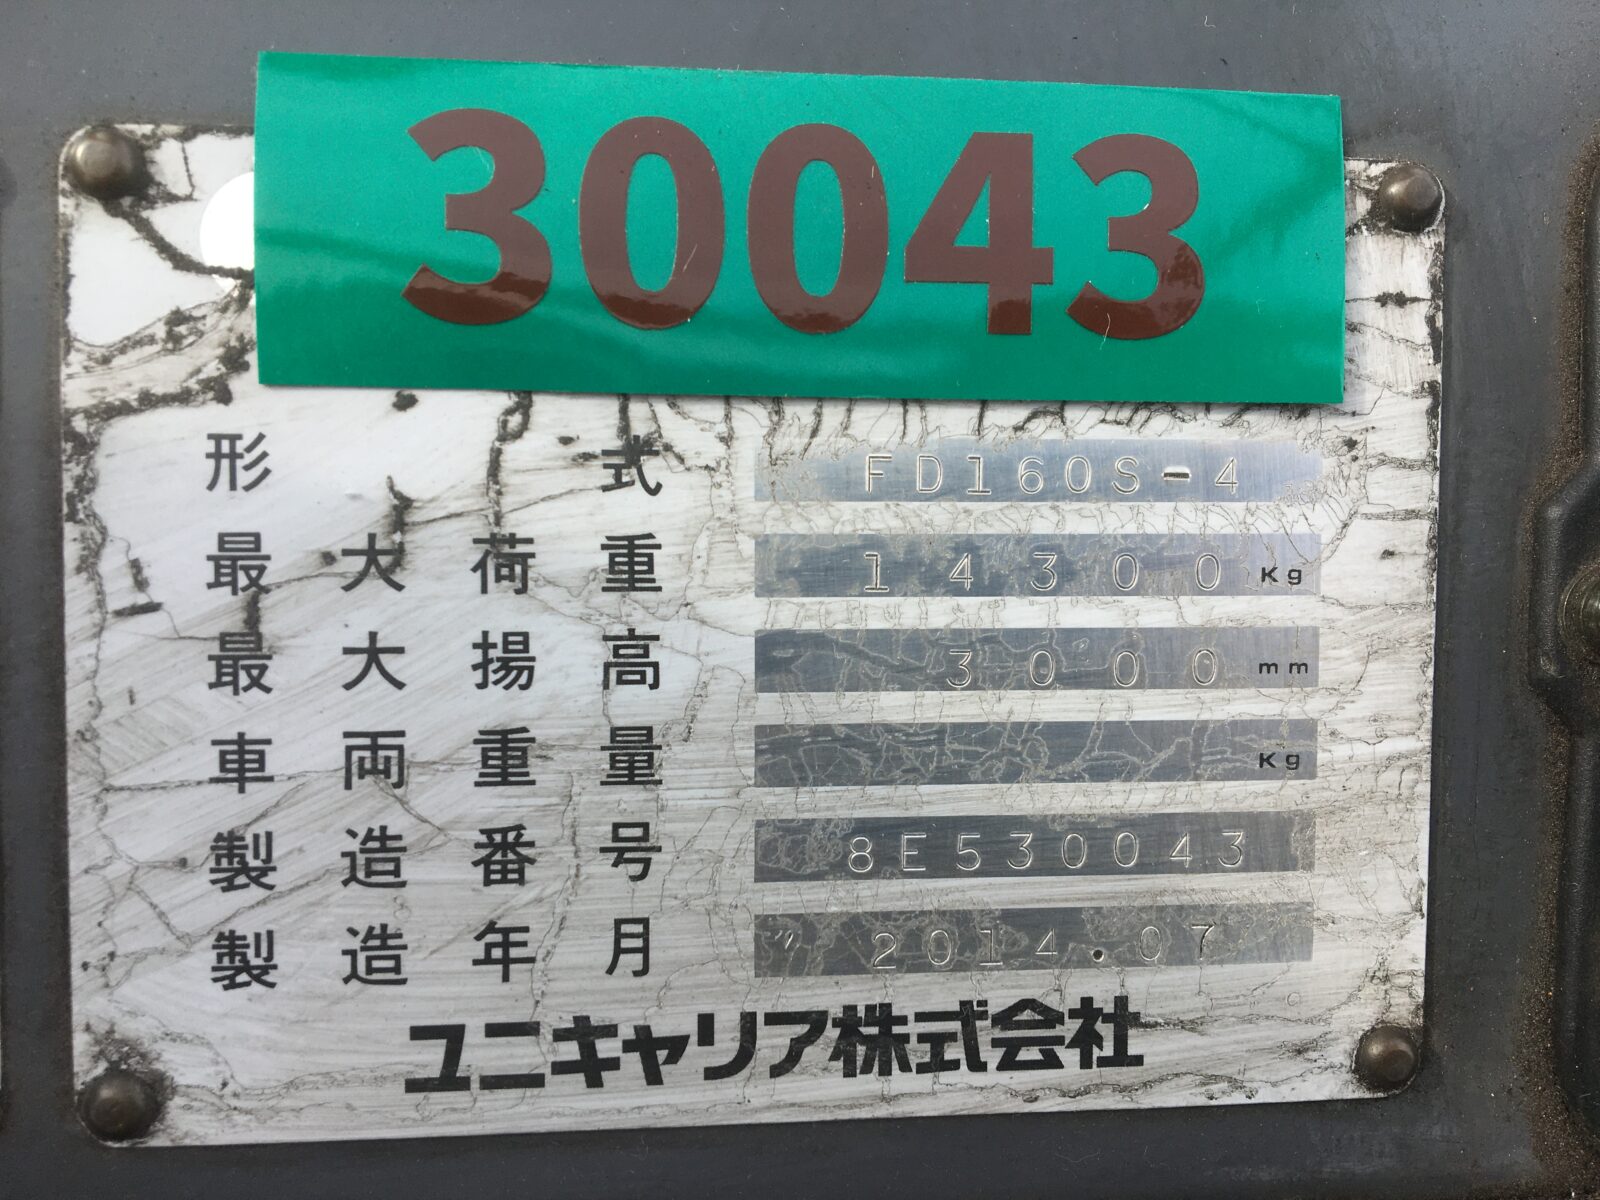 30043
形式 FD160S-4
最大荷重 14300 Kg
最大揚高 3000 mm
車両重量 Kg
製造番号 8E530043
製造年月 " 2014.07
ユニキャリア株式会社